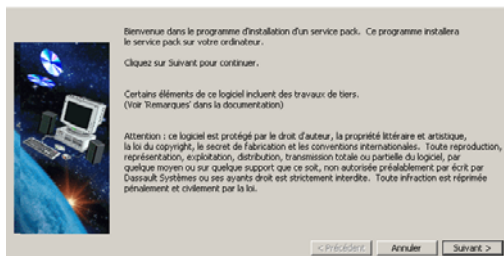 Bienvenue dans le programme d'installation d'un service pack. Ce programme installera
le service pack sur votre ordinateur.
Cliquez sur Suivant pour continuer.
Certains éléments de ce logiciel incluent des travaux de tiers.
(Voir 'Remarques' dans la documentation)
Attention : ce logiciel est protégé par le droit d'auteur, la propriété littéraire et artistique,
la loi du copyright, le secret de fabrication et les conventions internationales. Toute reproduction,
représentation, exploitation, distribution, transmission totale ou partielle du logiciel, par
quelque moyen ou sur quelque support que ce soit, non autorisée préalablement par écrit par
Dassault Systèmes ou ses ayants droit est strictement interdite. Toute infraction est réprimée
pénalement et civilement par la loi.
< Précédent Annuler Suivant >